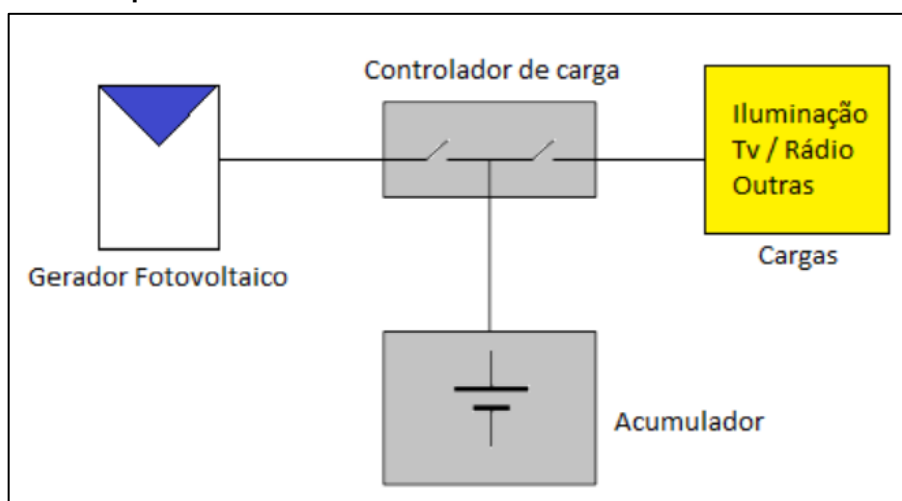 Controlador de carga
Iluminação
Tv / Rádio
Outras
Cargas
Gerador Fotovoltaico
Acumulador